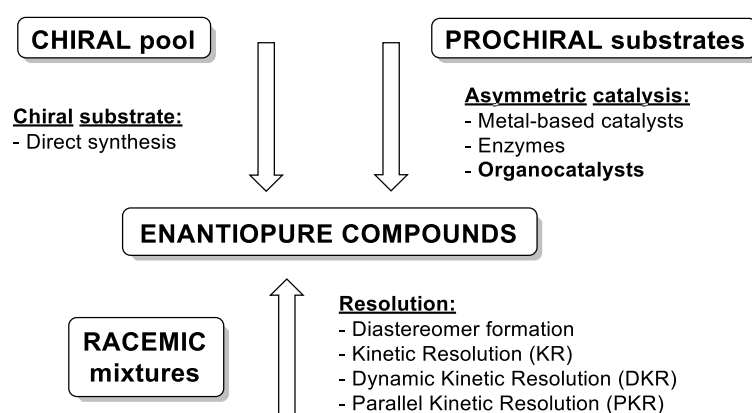 CHIRAL pool
PROCHIRAL substrates
Chiral substrate:
- Direct synthesis
Asymmetric catalysis:
- Metal-based catalysts
- Enzymes
- Organocatalysts
ENANTIOPURE COMPOUNDS
RACEMIC
mixtures
Resolution:
- Diastereomer formation
- Kinetic Resolution (KR)
- Dynamic Kinetic Resolution (DKR)
- Parallel Kinetic Resolution (PKR)